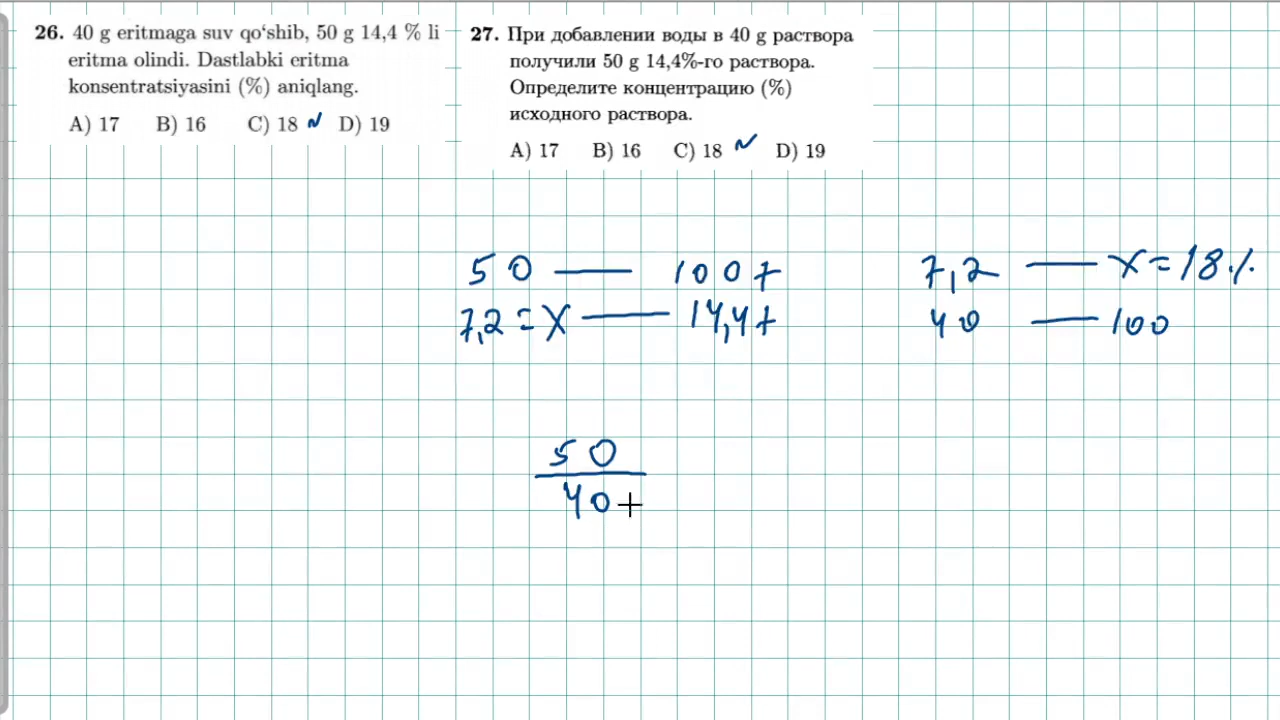 26. 40 g eritmaga suv qo‘shib, 50 g 14,4 % li
eritma olindi. Dastlabki eritma
konsentratsiyasini (%) aniqlang.
A) 17 B) 16 C) 18 D) 19
27. При добавлении воды в 40 g раствора
получили 50 g 14,4%-го раствора.
Определите концентрацию (%)
исходного раствора.
A) 17 B) 16 C) 18 D) 19
50 — 100%
7,2 = X — 14,4%
7,2 — X = 18%
40 — 100
50
40